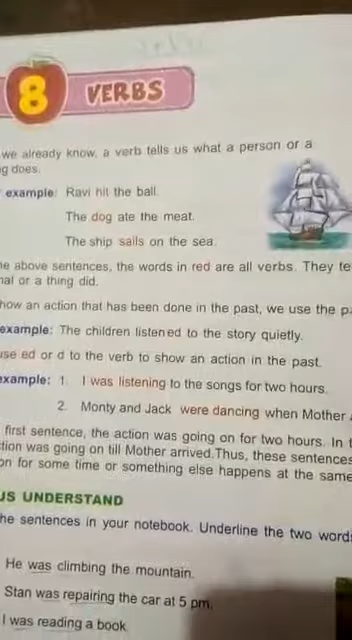 8 VERBS
we already know, a verb tells us what a person or a
g does.
example: Ravi hit the ball.
The dog ate the meat.
The ship sails on the sea.
he above sentences, the words in red are all verbs. They te
nal or a thing did.
how an action that has been done in the past, we use the p
example: The children listened to the story quietly.
use ed or d to the verb to show an action in the past.
example: 1. I was listening to the songs for two hours.
2. Monty and Jack were dancing when Mother
first sentence, the action was going on for two hours. In t
ction was going on till Mother arrived.Thus, these sentences
on for some time or something else happens at the same
US UNDERSTAND
he sentences in your notebook. Underline the two word
He was climbing the mountain.
Stan was repairing the car at 5 pm.
I was reading a book.